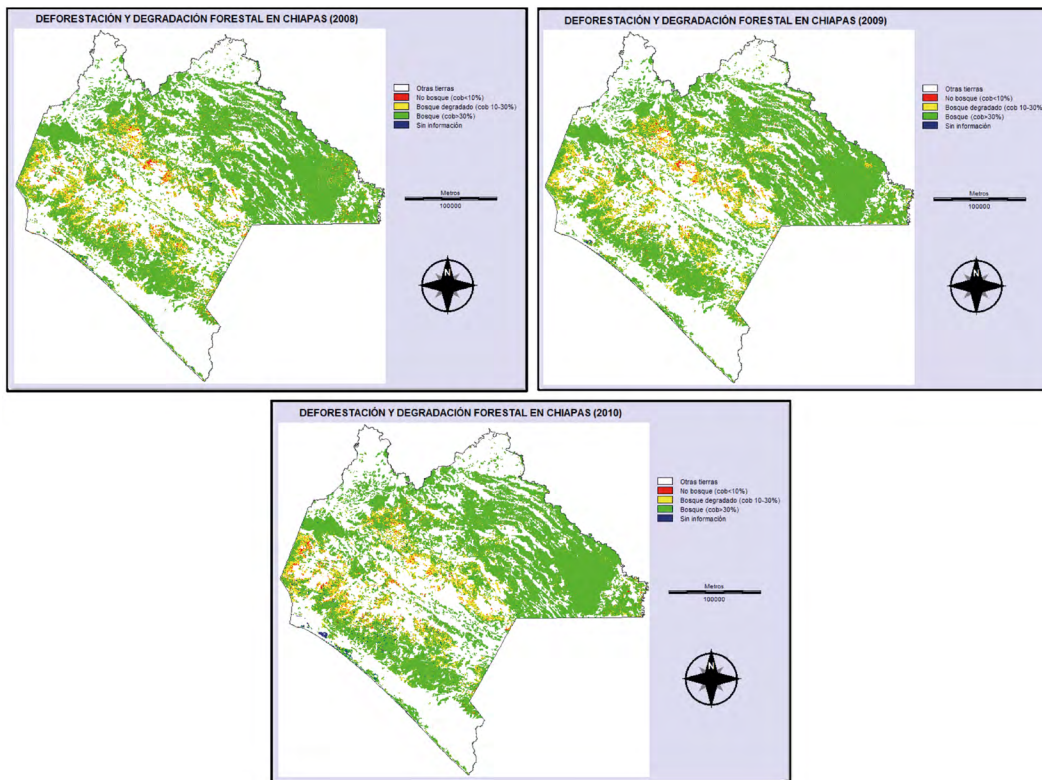 DEFORESTACIÓN Y DEGRADACIÓN FORESTAL EN CHIAPAS (2008)
Otras tierras
No bosque (cob<10%)
Bosque degradado (cob 10-30%)
Bosque (cob>30%)
Sin información
Metros
100000
N
DEFORESTACIÓN Y DEGRADACIÓN FORESTAL EN CHIAPAS (2009)
Otras tierras
No bosque (cob<10%)
Bosque degradado (cob 10-30%)
Bosque (cob>30%)
Sin información
Metros
100000
N
DEFORESTACIÓN Y DEGRADACIÓN FORESTAL EN CHIAPAS (2010)
Otras tierras
No bosque (cob<10%)
Bosque degradado (cob 10-30%)
Bosque (cob>30%)
Sin información
Metros
100000
N